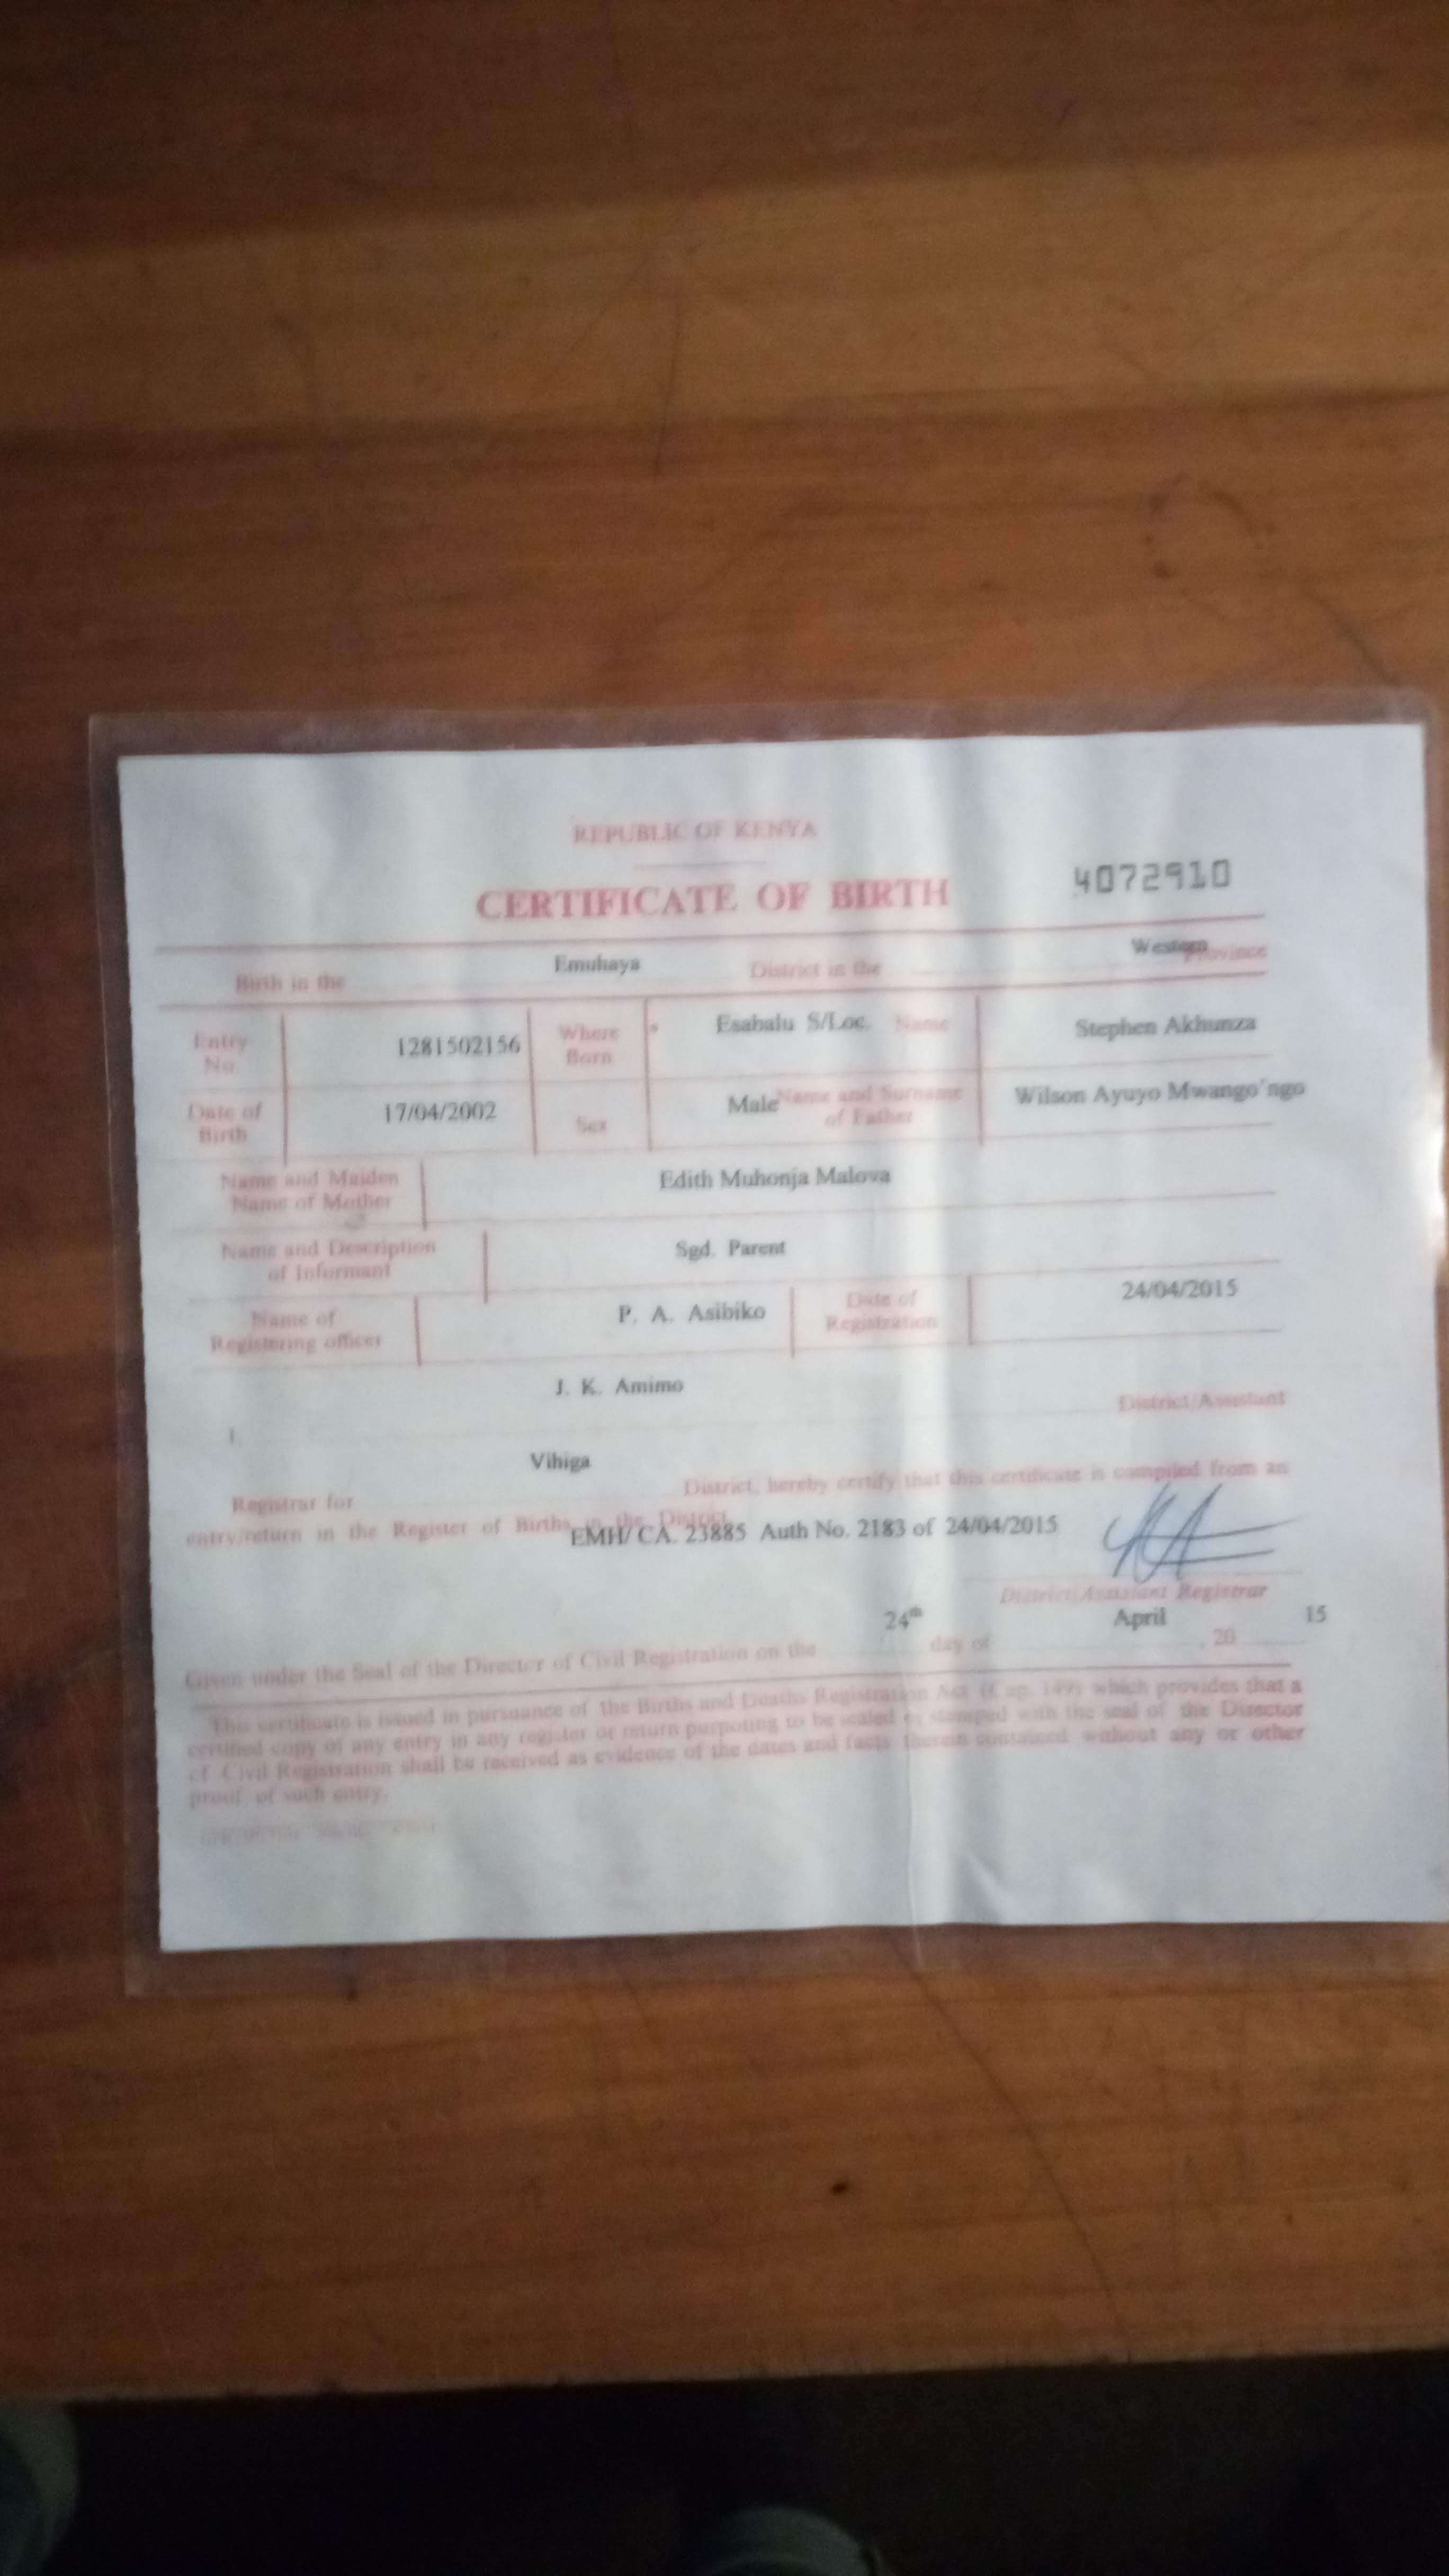 REPUBLIC OF KENYA
CERTIFICATE OF BIRTH
4072910
Birth in the Emuhaya District in the Western Province
Entry No. 1281502156 Where Born Esabalu S/Loc. Name Stephen Akhunza
Date of Birth 17/04/2002 Sex Male Name and Surname of Father Wilson Ayuyo Mwango'ngo
Name and Maiden Name of Mother Edith Muhonja Malova
Name and Description of Informant Sgd. Parent
Name of Registering officer P. A. Asibiko Date of Registration 24/04/2015
I, J. K. Amimo District/Assistant
Registrar for Vihiga District, hereby certify that this certificate is compiled from an
entry/return in the Register of Births in the District.
EMH/ CA. 23885 Auth No. 2183 of 24/04/2015
District/Assistant Registrar
Given under the Seal of the Director of Civil Registration on the 24th day of April, 20 15
This certificate is issued in pursuance of the Births and Deaths Registration Act (Cap. 149) which provides that a
certified copy of any entry in any register or return purpoting to be sealed or stamped with the seal of the Director
of Civil Registration shall be received as evidence of the dates and facts therein contained without any or other
proof of such entry.